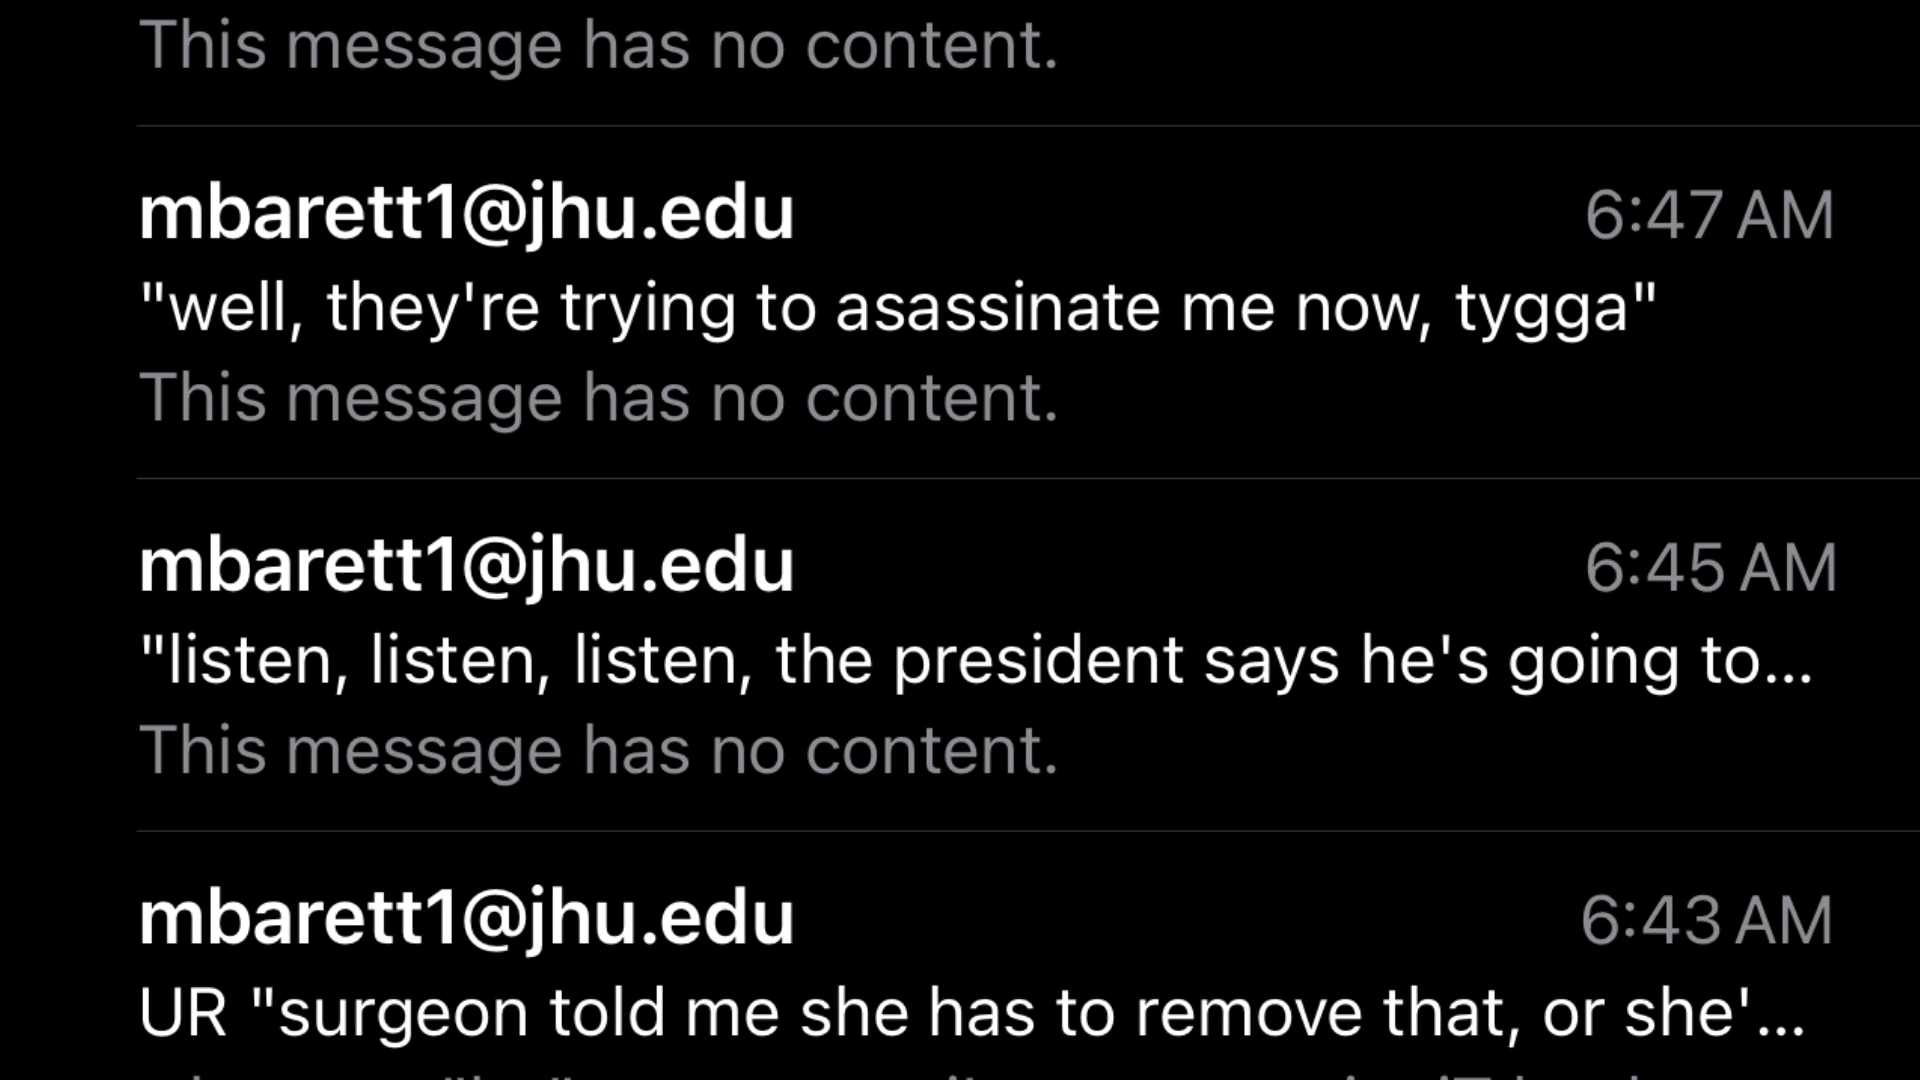 This message has no content.
mbarett1@jhu.edu 6:47 AM
"well, they're trying to asassinate me now, tygga"
This message has no content.
mbarett1@jhu.edu 6:45 AM
"listen, listen, listen, the president says he's going to...
This message has no content.
mbarett1@jhu.edu 6:43 AM
UR "surgeon told me she has to remove that, or she'...